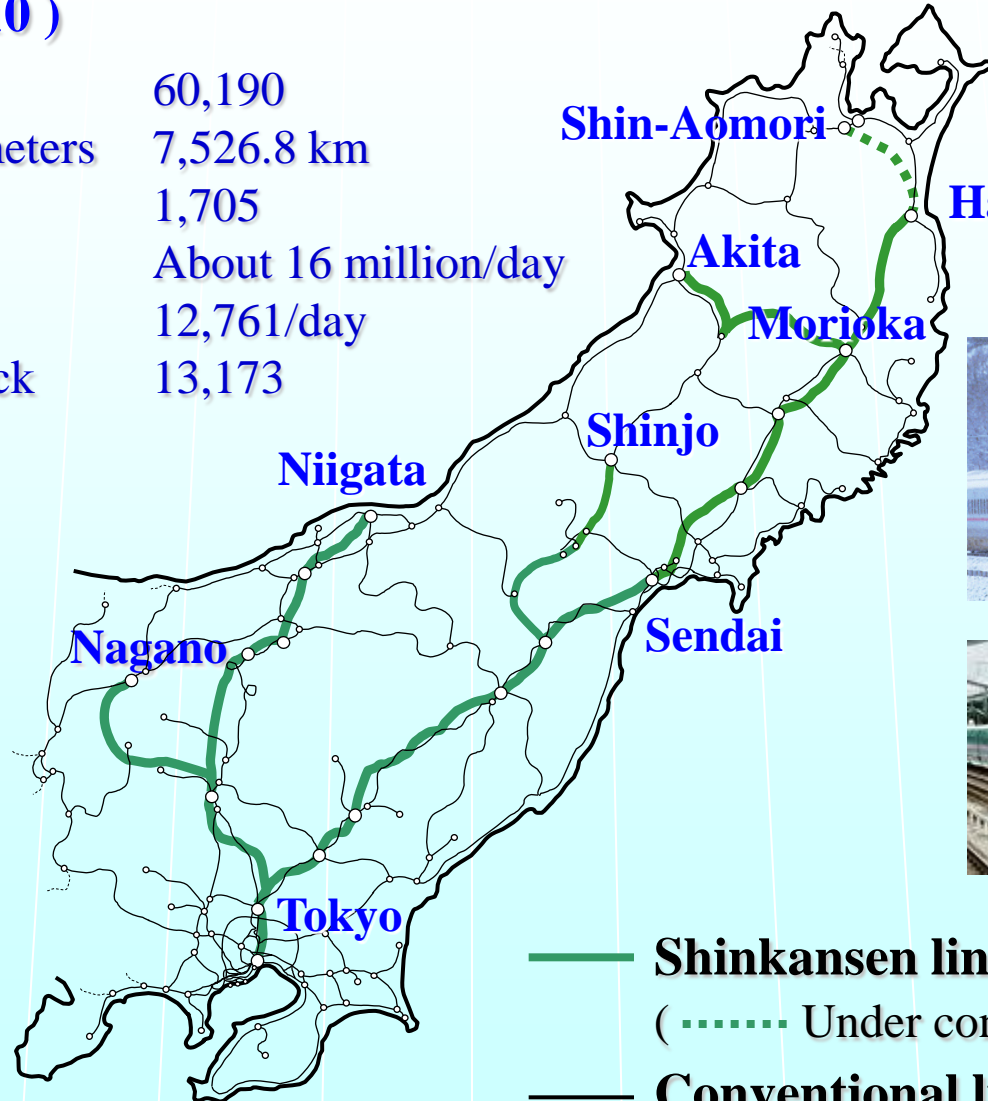 0 )
60,190
neters 7,526.8 km
1,705
About 16 million/day
12,761/day
ck 13,173
Shin-Aomori
Ha
Akita
Morioka
Shinjo
Niigata
Sendai
Nagano
Tokyo
Shinkansen lin
( Under con
Conventional l